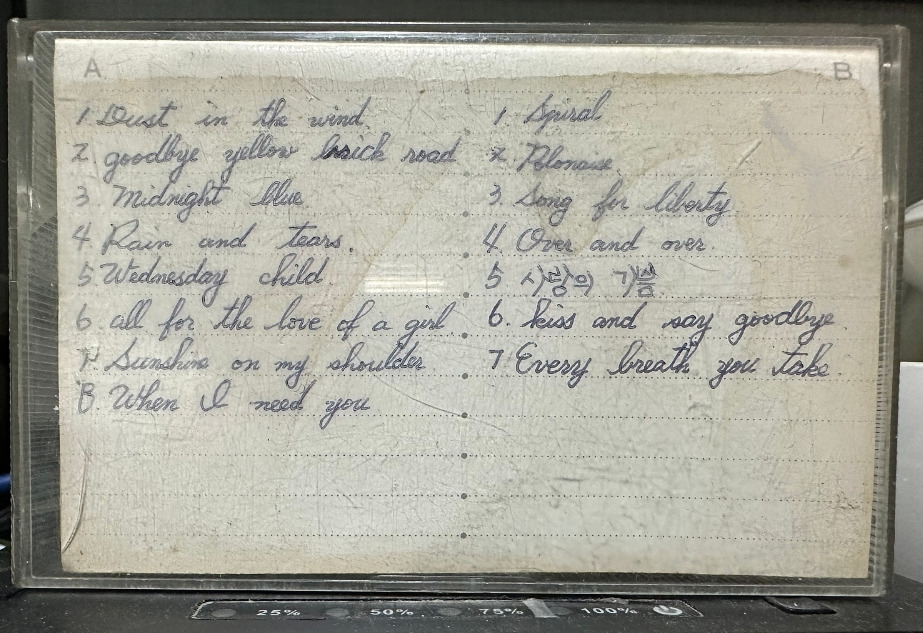 A
1 Dust in the wind
2. goodbye yellow brick road
3. Midnight blue
4 Rain and tears.
5 Wednesday child
6. all for the love of a girl
7. Sunshine on my shoulder
8 When I need you
B
1. Spiral
2. Polonaise
3. Song for liberty
4. Over and over
5 사랑의 기쁨
6. kiss and say goodbye
7 Every breath you take.
25% 50% 75% 100%